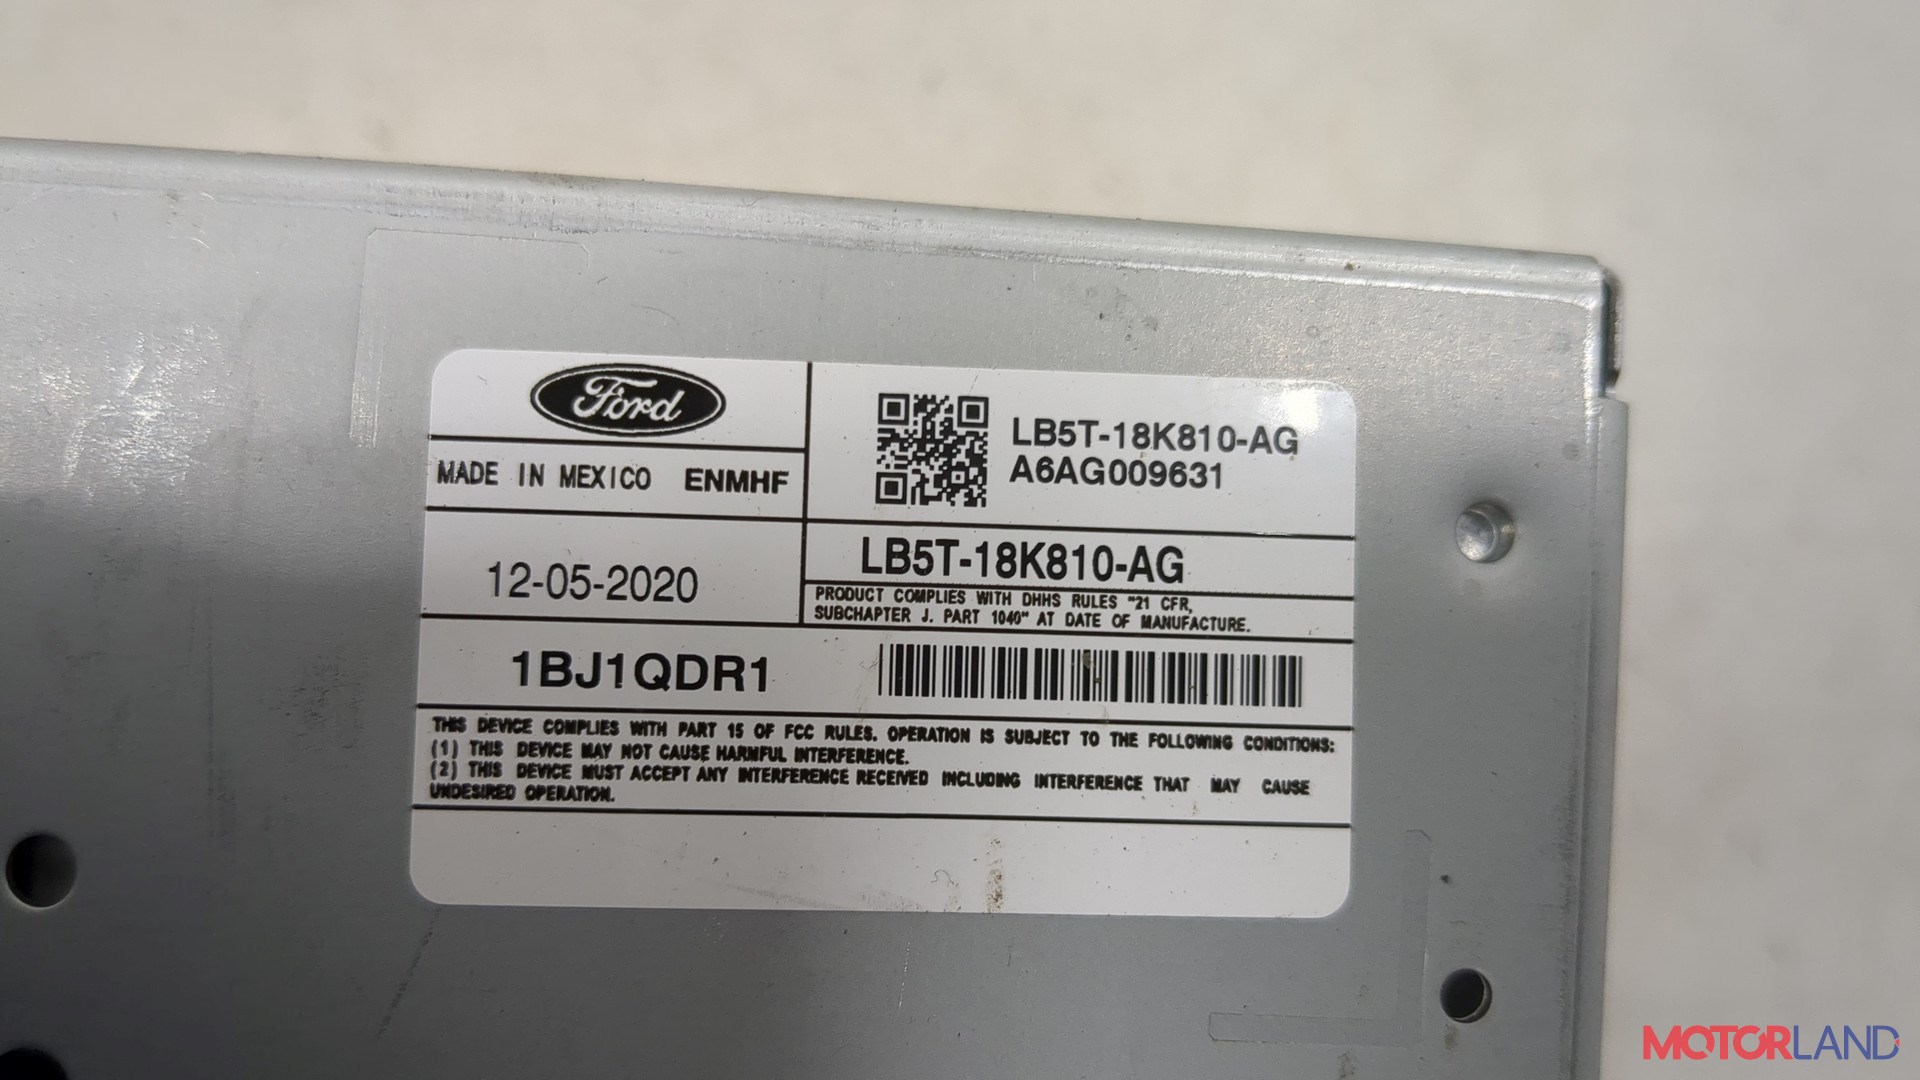 Ford
MADE IN MEXICO ENMHF
LB5T-18K810-AG
A6AG009631
12-05-2020
LB5T-18K810-AG
PRODUCT COMPLIES WITH DHHS RULES "21 CFR,
SUBCHAPTER J. PART 1040" AT DATE OF MANUFACTURE.
1BJ1QDR1
THIS DEVICE COMPLIES WITH PART 15 OF FCC RULES. OPERATION IS SUBJECT TO THE FOLLOWING CONDITIONS:
(1) THIS DEVICE MAY NOT CAUSE HARMFUL INTERFERENCE.
(2) THIS DEVICE MUST ACCEPT ANY INTERFERENCE RECEIVED INCLUDING INTERFERENCE THAT MAY CAUSE
UNDESIRED OPERATION.
MOTORLAND